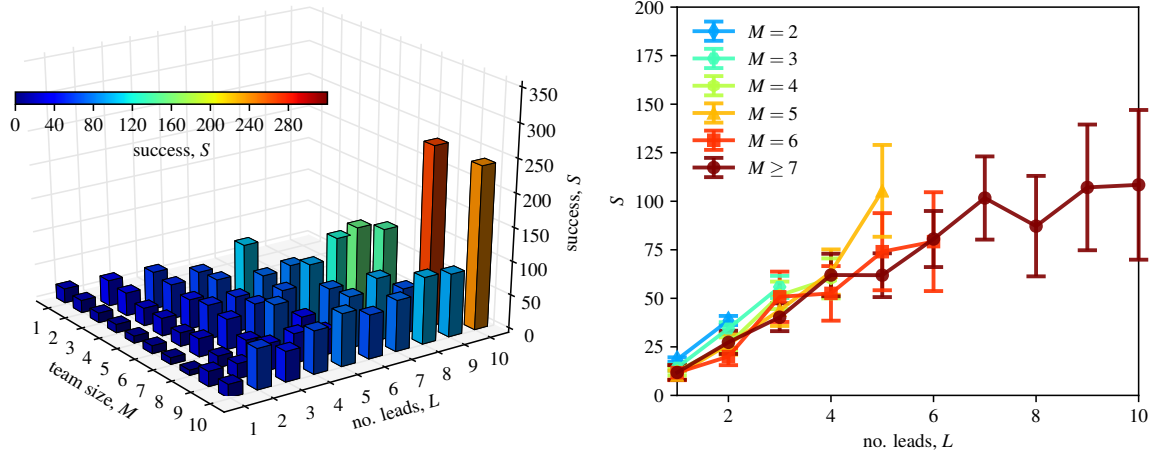 0 40 80 120 160 200 240 280
success, S
350
300
250
200
150
100
50
0
success, S
1 2 3 4 5 6 7 8 9 10
team size, M
1 2 3 4 5 6 7 8 9 10
no. leads, L
200
175
150
125
100
75
50
25
0
S
M = 2
M = 3
M = 4
M = 5
M = 6
M ≥ 7
2 4 6 8 10
no. leads, L